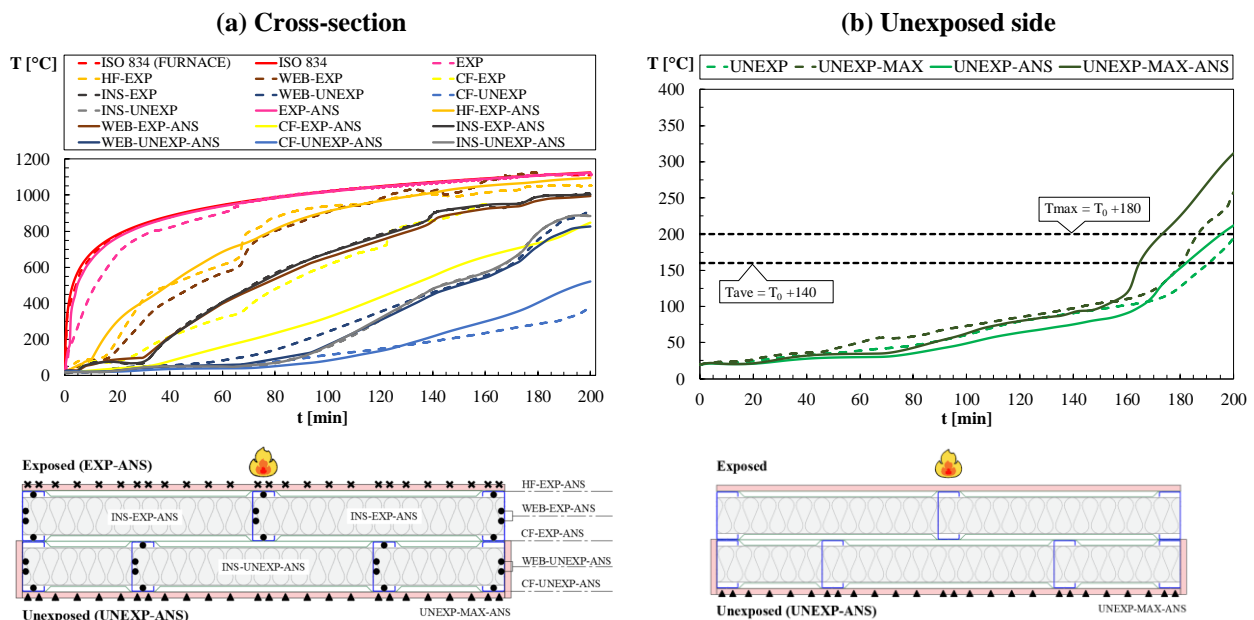 (a) Cross-section
T [°C]
ISO 834 (FURNACE) ISO 834 EXP
HF-EXP WEB-EXP CF-EXP
INS-EXP WEB-UNEXP CF-UNEXP
INS-UNEXP EXP-ANS HF-EXP-ANS
WEB-EXP-ANS CF-EXP-ANS INS-EXP-ANS
WEB-UNEXP-ANS CF-UNEXP-ANS INS-UNEXP-ANS
1200
1000
800
600
400
200
0
0 20 40 60 80 100 120 140 160 180 200
t [min]
Exposed (EXP-ANS)
HF-EXP-ANS
WEB-EXP-ANS
INS-EXP-ANS INS-EXP-ANS
CF-EXP-ANS
WEB-UNEXP-ANS
INS-UNEXP-ANS
CF-UNEXP-ANS
UNEXP-MAX-ANS
Unexposed (UNEXP-ANS)
(b) Unexposed side
T [°C]
UNEXP UNEXP-MAX UNEXP-ANS UNEXP-MAX-ANS
400
350
300
250
200
150
100
50
0
Tmax = T0 +180
Tave = T0 +140
0 20 40 60 80 100 120 140 160 180 200
t [min]
Exposed
Unexposed (UNEXP-ANS)
UNEXP-MAX-ANS